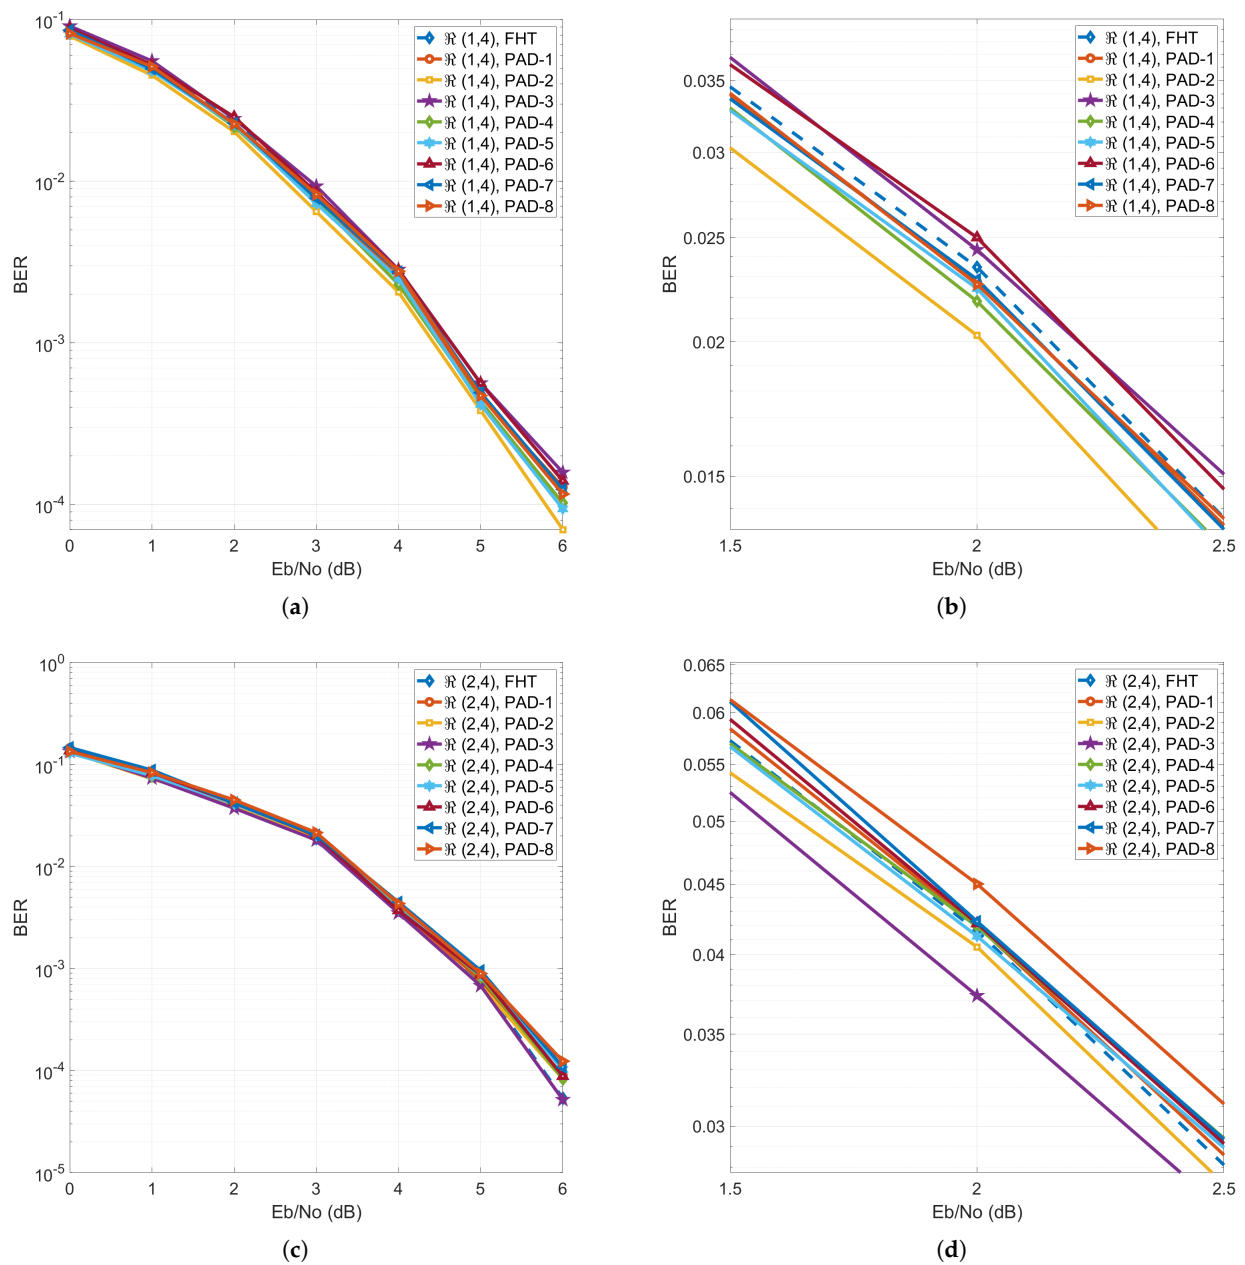 10^-1
10^-2
10^-3
10^-4
0 1 2 3 4 5 6
BER
Eb/No (dB)
ℜ (1,4), FHT
ℜ (1,4), PAD-1
ℜ (1,4), PAD-2
ℜ (1,4), PAD-3
ℜ (1,4), PAD-4
ℜ (1,4), PAD-5
ℜ (1,4), PAD-6
ℜ (1,4), PAD-7
ℜ (1,4), PAD-8
(a)
0.035
0.03
0.025
0.02
0.015
1.5 2 2.5
BER
Eb/No (dB)
ℜ (1,4), FHT
ℜ (1,4), PAD-1
ℜ (1,4), PAD-2
ℜ (1,4), PAD-3
ℜ (1,4), PAD-4
ℜ (1,4), PAD-5
ℜ (1,4), PAD-6
ℜ (1,4), PAD-7
ℜ (1,4), PAD-8
(b)
10^0
10^-1
10^-2
10^-3
10^-4
10^-5
0 1 2 3 4 5 6
BER
Eb/No (dB)
ℜ (2,4), FHT
ℜ (2,4), PAD-1
ℜ (2,4), PAD-2
ℜ (2,4), PAD-3
ℜ (2,4), PAD-4
ℜ (2,4), PAD-5
ℜ (2,4), PAD-6
ℜ (2,4), PAD-7
ℜ (2,4), PAD-8
(c)
0.065
0.06
0.055
0.05
0.045
0.04
0.035
0.03
1.5 2 2.5
BER
Eb/No (dB)
ℜ (2,4), FHT
ℜ (2,4), PAD-1
ℜ (2,4), PAD-2
ℜ (2,4), PAD-3
ℜ (2,4), PAD-4
ℜ (2,4), PAD-5
ℜ (2,4), PAD-6
ℜ (2,4), PAD-7
ℜ (2,4), PAD-8
(d)